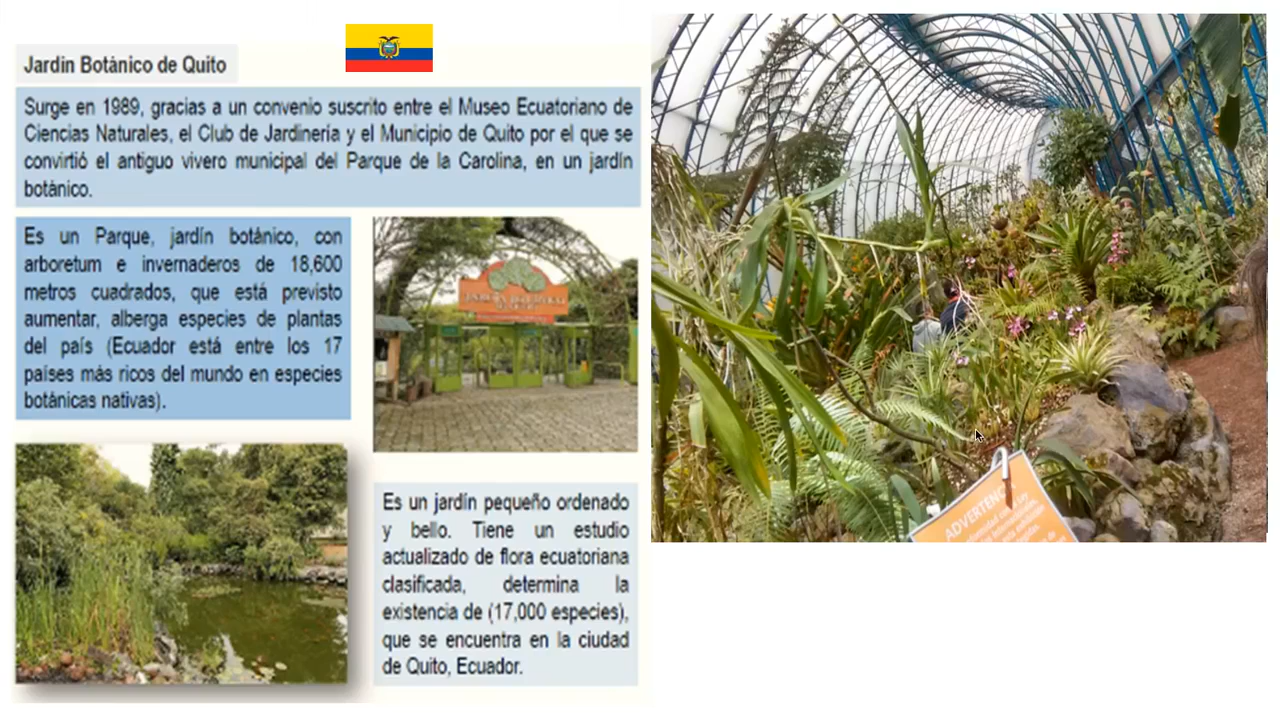 Jardín Botánico de Quito
Surge en 1989, gracias a un convenio suscrito entre el Museo Ecuatoriano de
Ciencias Naturales, el Club de Jardinería y el Municipio de Quito por el que se
convirtió el antiguo vivero municipal del Parque de la Carolina, en un jardín
botánico.
Es un Parque, jardín botánico, con
arboretum e invernaderos de 18,600
metros cuadrados, que está previsto
aumentar, alberga especies de plantas
del país (Ecuador está entre los 17
países más ricos del mundo en especies
botánicas nativas).
Es un jardín pequeño ordenado
y bello. Tiene un estudio
actualizado de flora ecuatoriana
clasificada, determina la
existencia de (17,000 especies),
que se encuentra en la ciudad
de Quito, Ecuador.
ADVERTENC